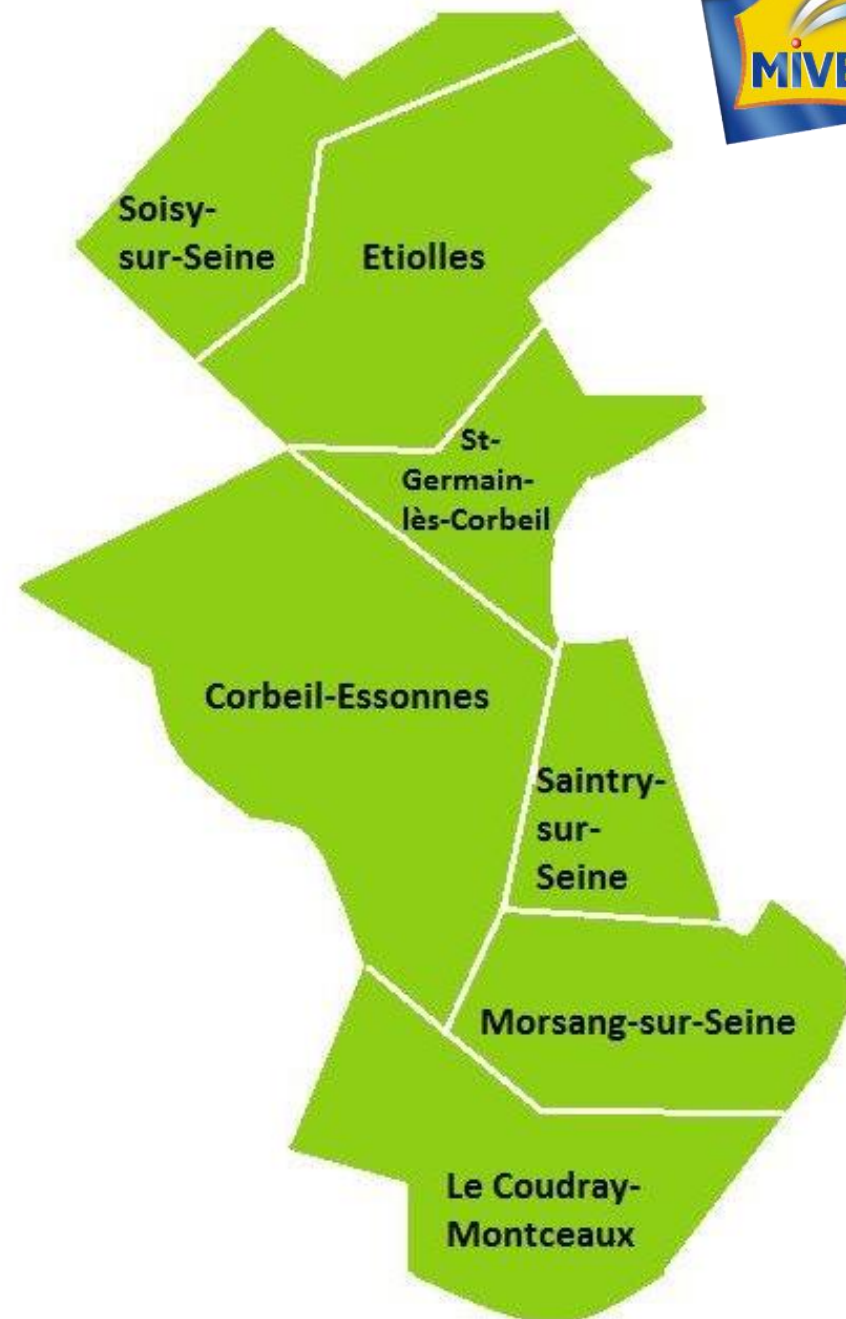 MIVE
Soisy-
sur-Seine
Etiolles
St-
Germain-
lès-Corbeil
Corbeil-Essonnes
Saintry-
sur-
Seine
Morsang-sur-Seine
Le Coudray-
Montceaux